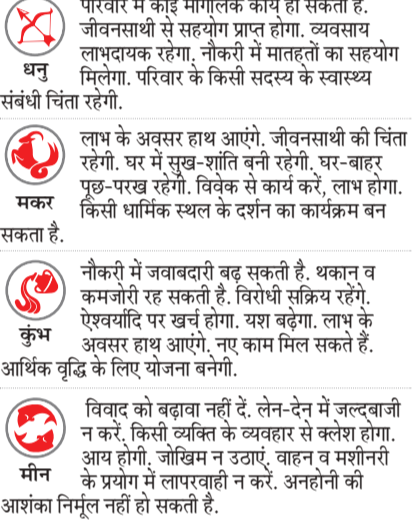 परिवार में कोई मांगलिक कार्य हो सकता है.
जीवनसाथी से सहयोग प्राप्त होगा. व्यवसाय
लाभदायक रहेगा. नौकरी में मातहतों का सहयोग
धनु
मिलेगा. परिवार के किसी सदस्य के स्वास्थ्य
संबंधी चिंता रहेगी.
लाभ के अवसर हाथ आएंगे. जीवनसाथी की चिंता
रहेगी. घर में सुख-शांति बनी रहेगी. घर-बाहर
पूछ-परख रहेगी. विवेक से कार्य करें, लाभ होगा.
मकर
किसी धार्मिक स्थल के दर्शन का कार्यक्रम बन
सकता है.
नौकरी में जवाबदारी बढ़ सकती है. थकान व
कमजोरी रह सकती है. विरोधी सक्रिय रहेंगे.
ऐश्वर्यादि पर खर्च होगा. यश बढ़ेगा. लाभ के
कुंभ
अवसर हाथ आएंगे. नए काम मिल सकते हैं.
आर्थिक वृद्धि के लिए योजना बनेगी.
विवाद को बढ़ावा नहीं दें. लेन-देन में जल्दबाजी
न करें. किसी व्यक्ति के व्यवहार से क्लेश होगा.
आय होगी. जोखिम न उठाएं. वाहन व मशीनरी
मीन
के प्रयोग में लापरवाही न करें. अनहोनी की
आशंका निर्मूल नहीं हो सकती है.